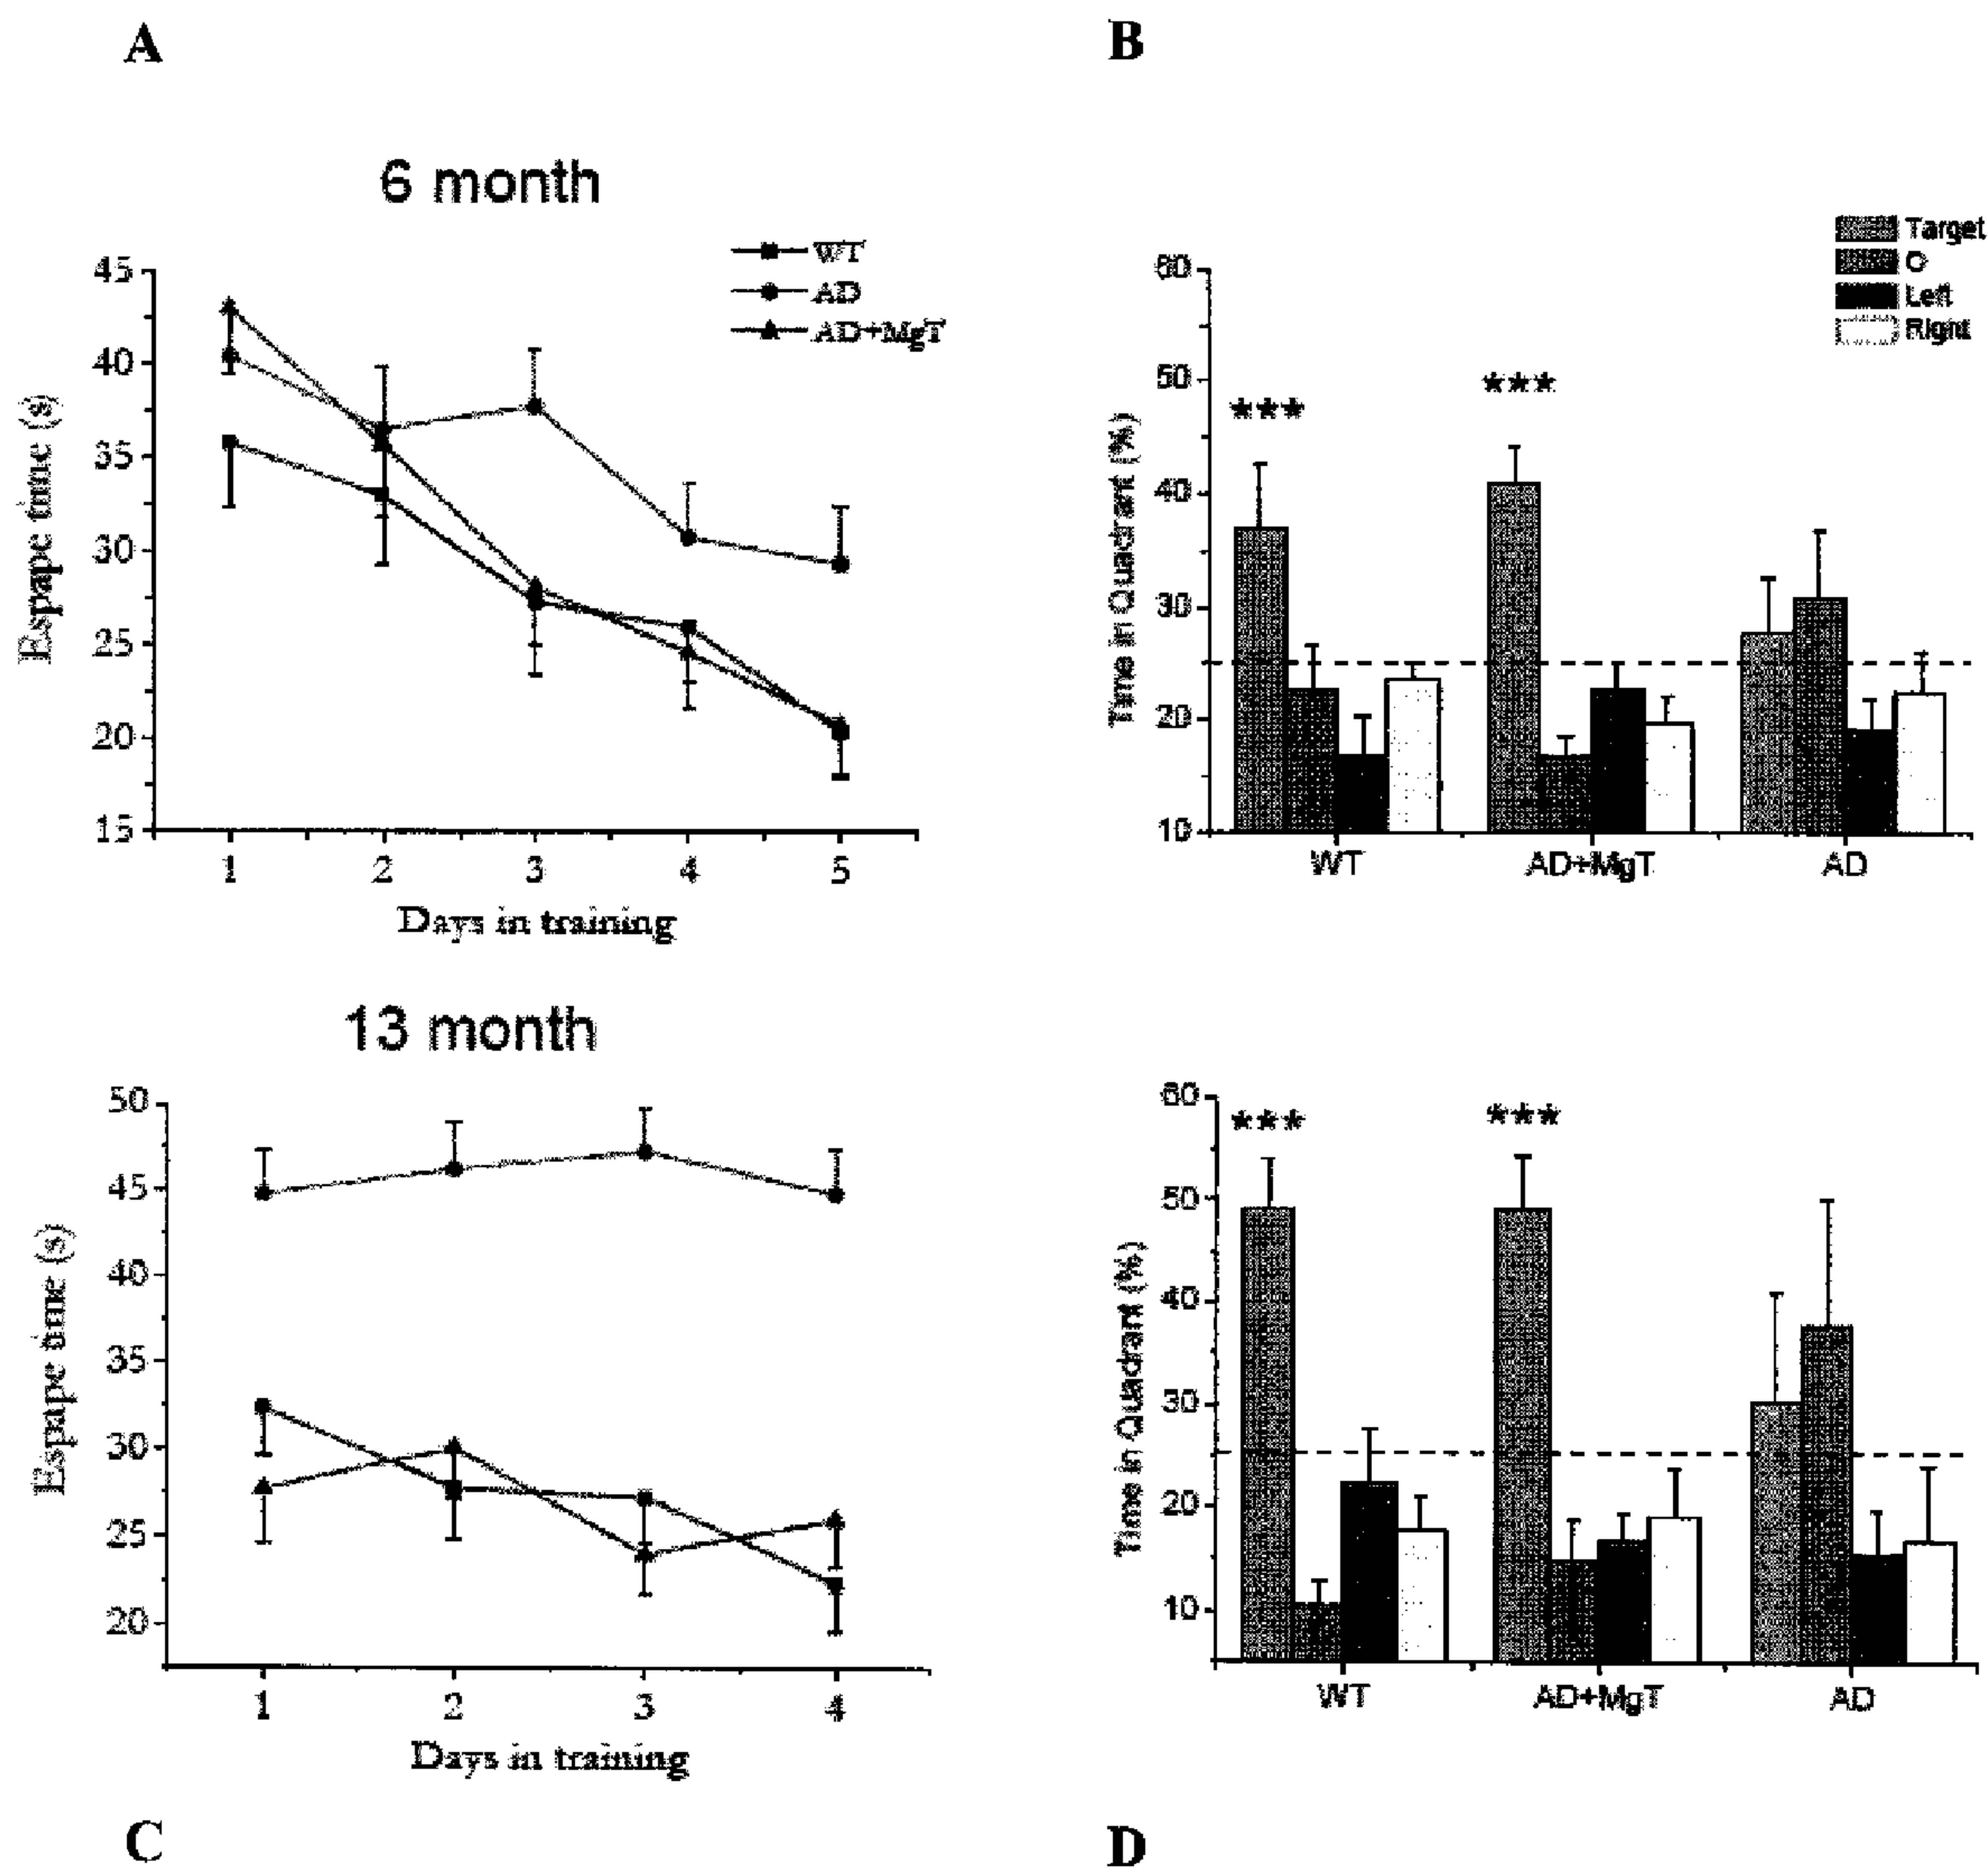 A
B
6 month
WT
AD
AD+MgT
45
40
35
30
25
20
15
Espape time (s)
1 2 3 4 5
Days in training
Target
O
Left
Right
60
50
40
30
20
10
Time in Quadrant (%)
*** ***
WT AD+MgT AD
13 month
50
45
40
35
30
25
20
Espape time (s)
1 2 3 4
Days in training
60
50
40
30
20
10
Time in Quadrant (%)
*** ***
WT AD+MgT AD
C
D